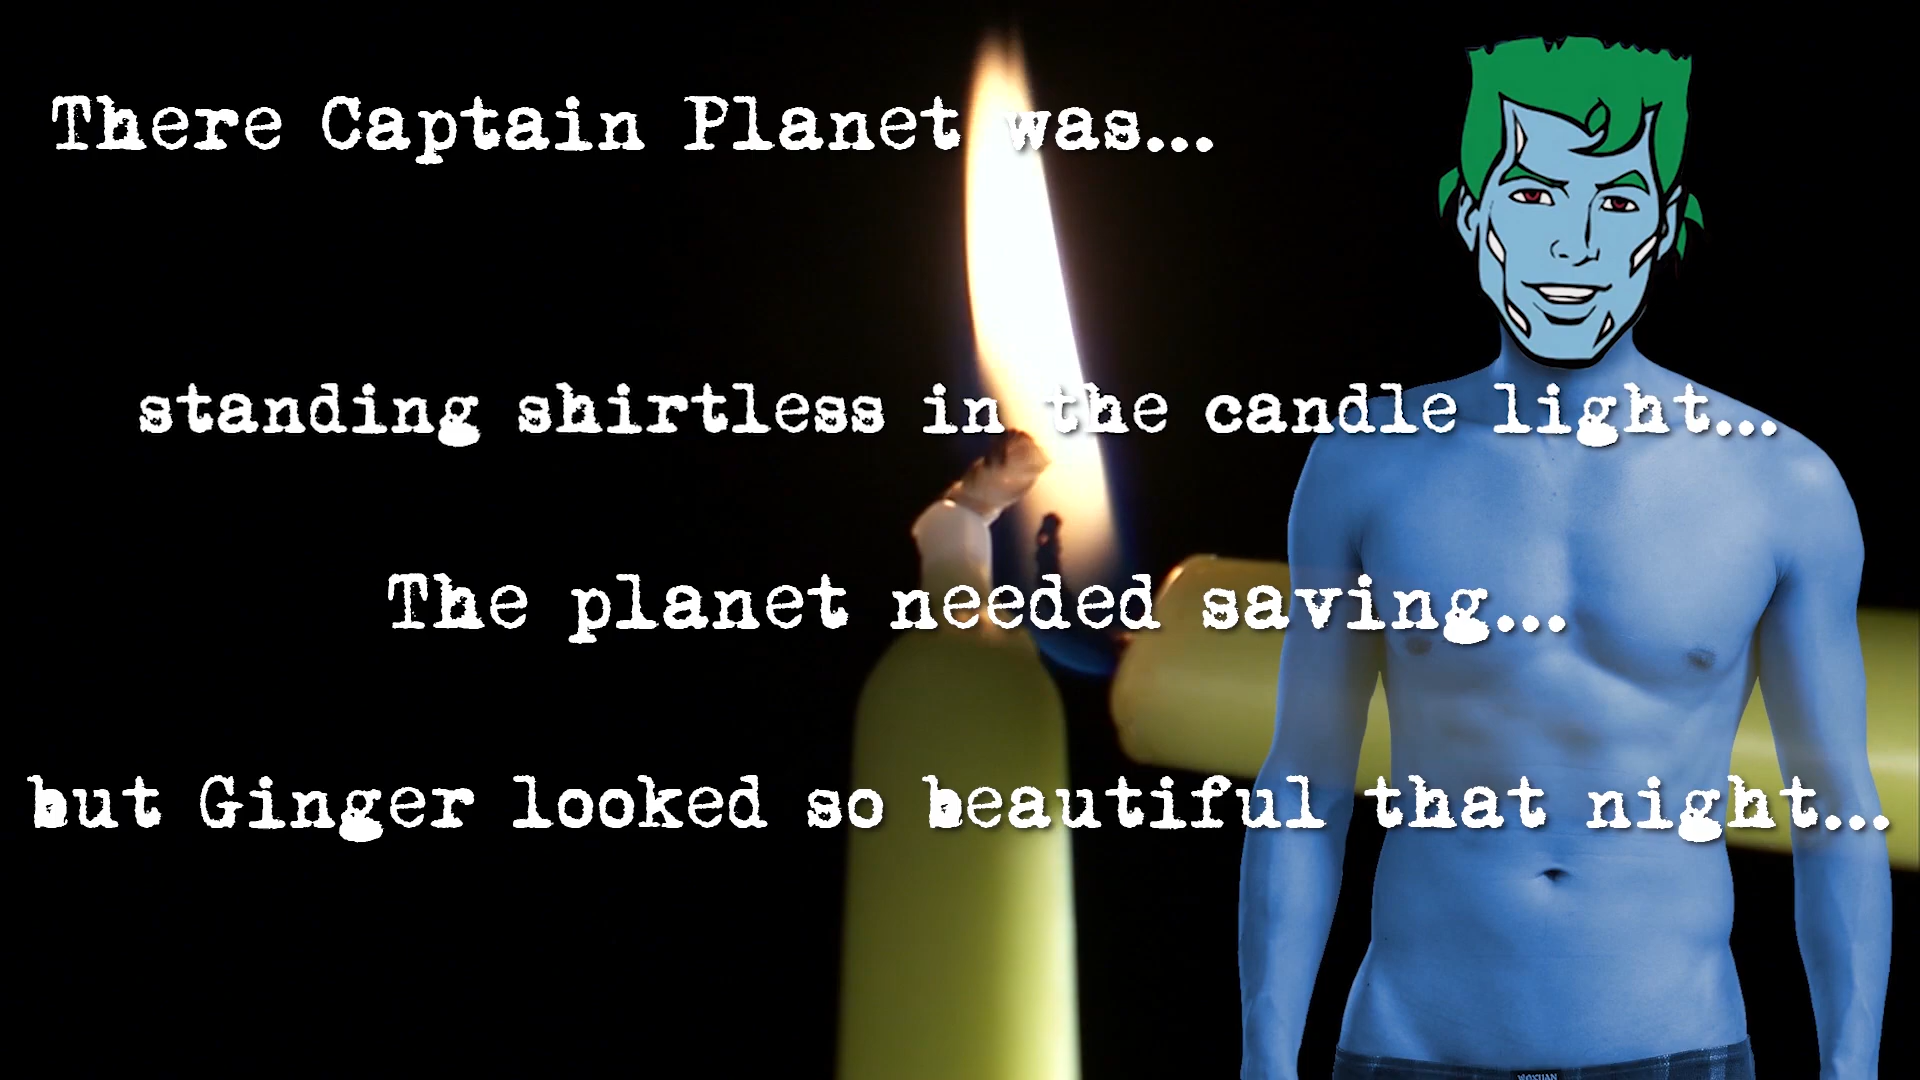 There Captain Planet was...
standing shirtless in the candle light...
The planet needed saving...
but Ginger looked so beautiful that night...